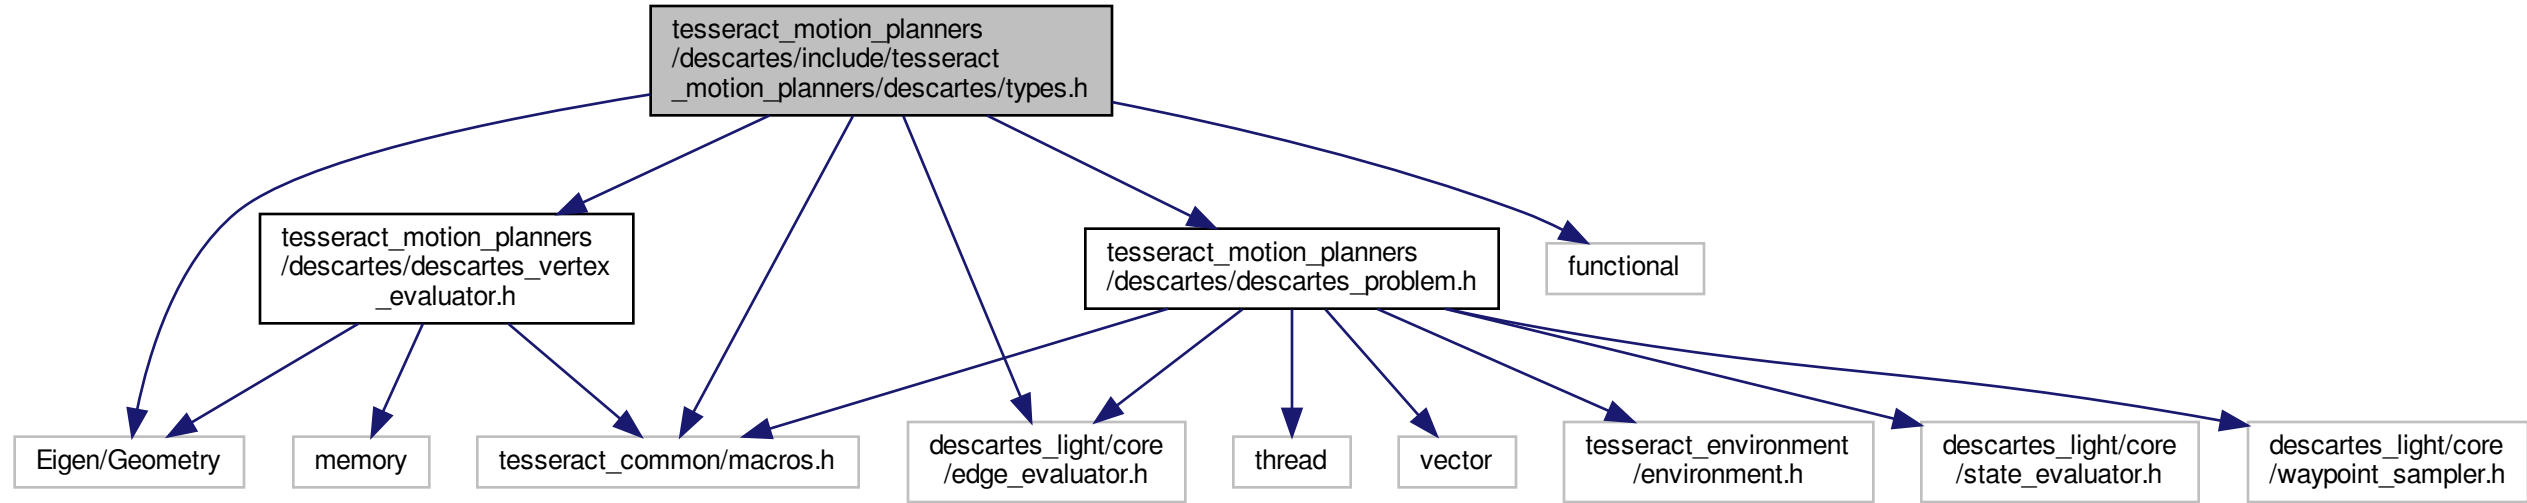 tesseract_motion_planners
/descartes/include/tesseract
_motion_planners/descartes/types.h
tesseract_motion_planners
/descartes/descartes_vertex
_evaluator.h
tesseract_motion_planners
/descartes/descartes_problem.h
functional
Eigen/Geometry
memory
tesseract_common/macros.h
descartes_light/core
/edge_evaluator.h
thread
vector
tesseract_environment
/environment.h
descartes_light/core
/state_evaluator.h
descartes_light/core
/waypoint_sampler.h